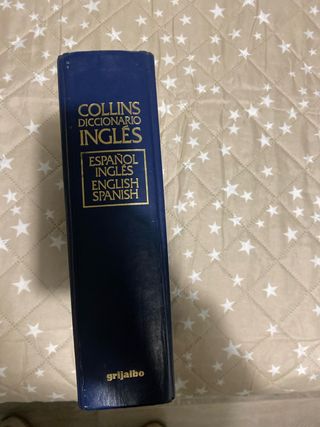 COLLINS
DICCIONARIO
INGLÉS
ESPAÑOL
INGLÉS
ENGLISH
SPANISH
grijalbo